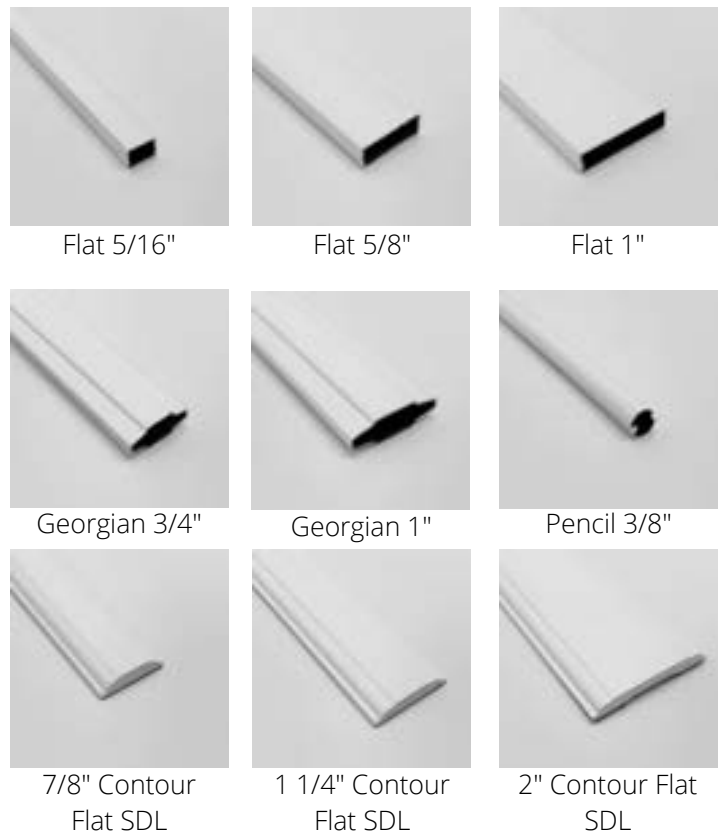 Flat 5/16"
Flat 5/8"
Flat 1"
Georgian 3/4"
Georgian 1"
Pencil 3/8"
7/8" Contour
Flat SDL
1 1/4" Contour
Flat SDL
2" Contour Flat
SDL